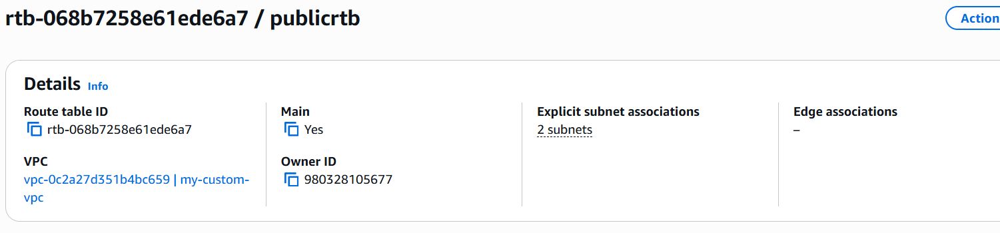 rtb-068b7258e61ede6a7 / publicrtb
Action
Details Info
Route table ID
rtb-068b7258e61ede6a7
VPC
vpc-0c2a27d351b4bc659 | my-custom-
vpc
Main
Yes
Owner ID
980328105677
Explicit subnet associations
2 subnets
Edge associations
–